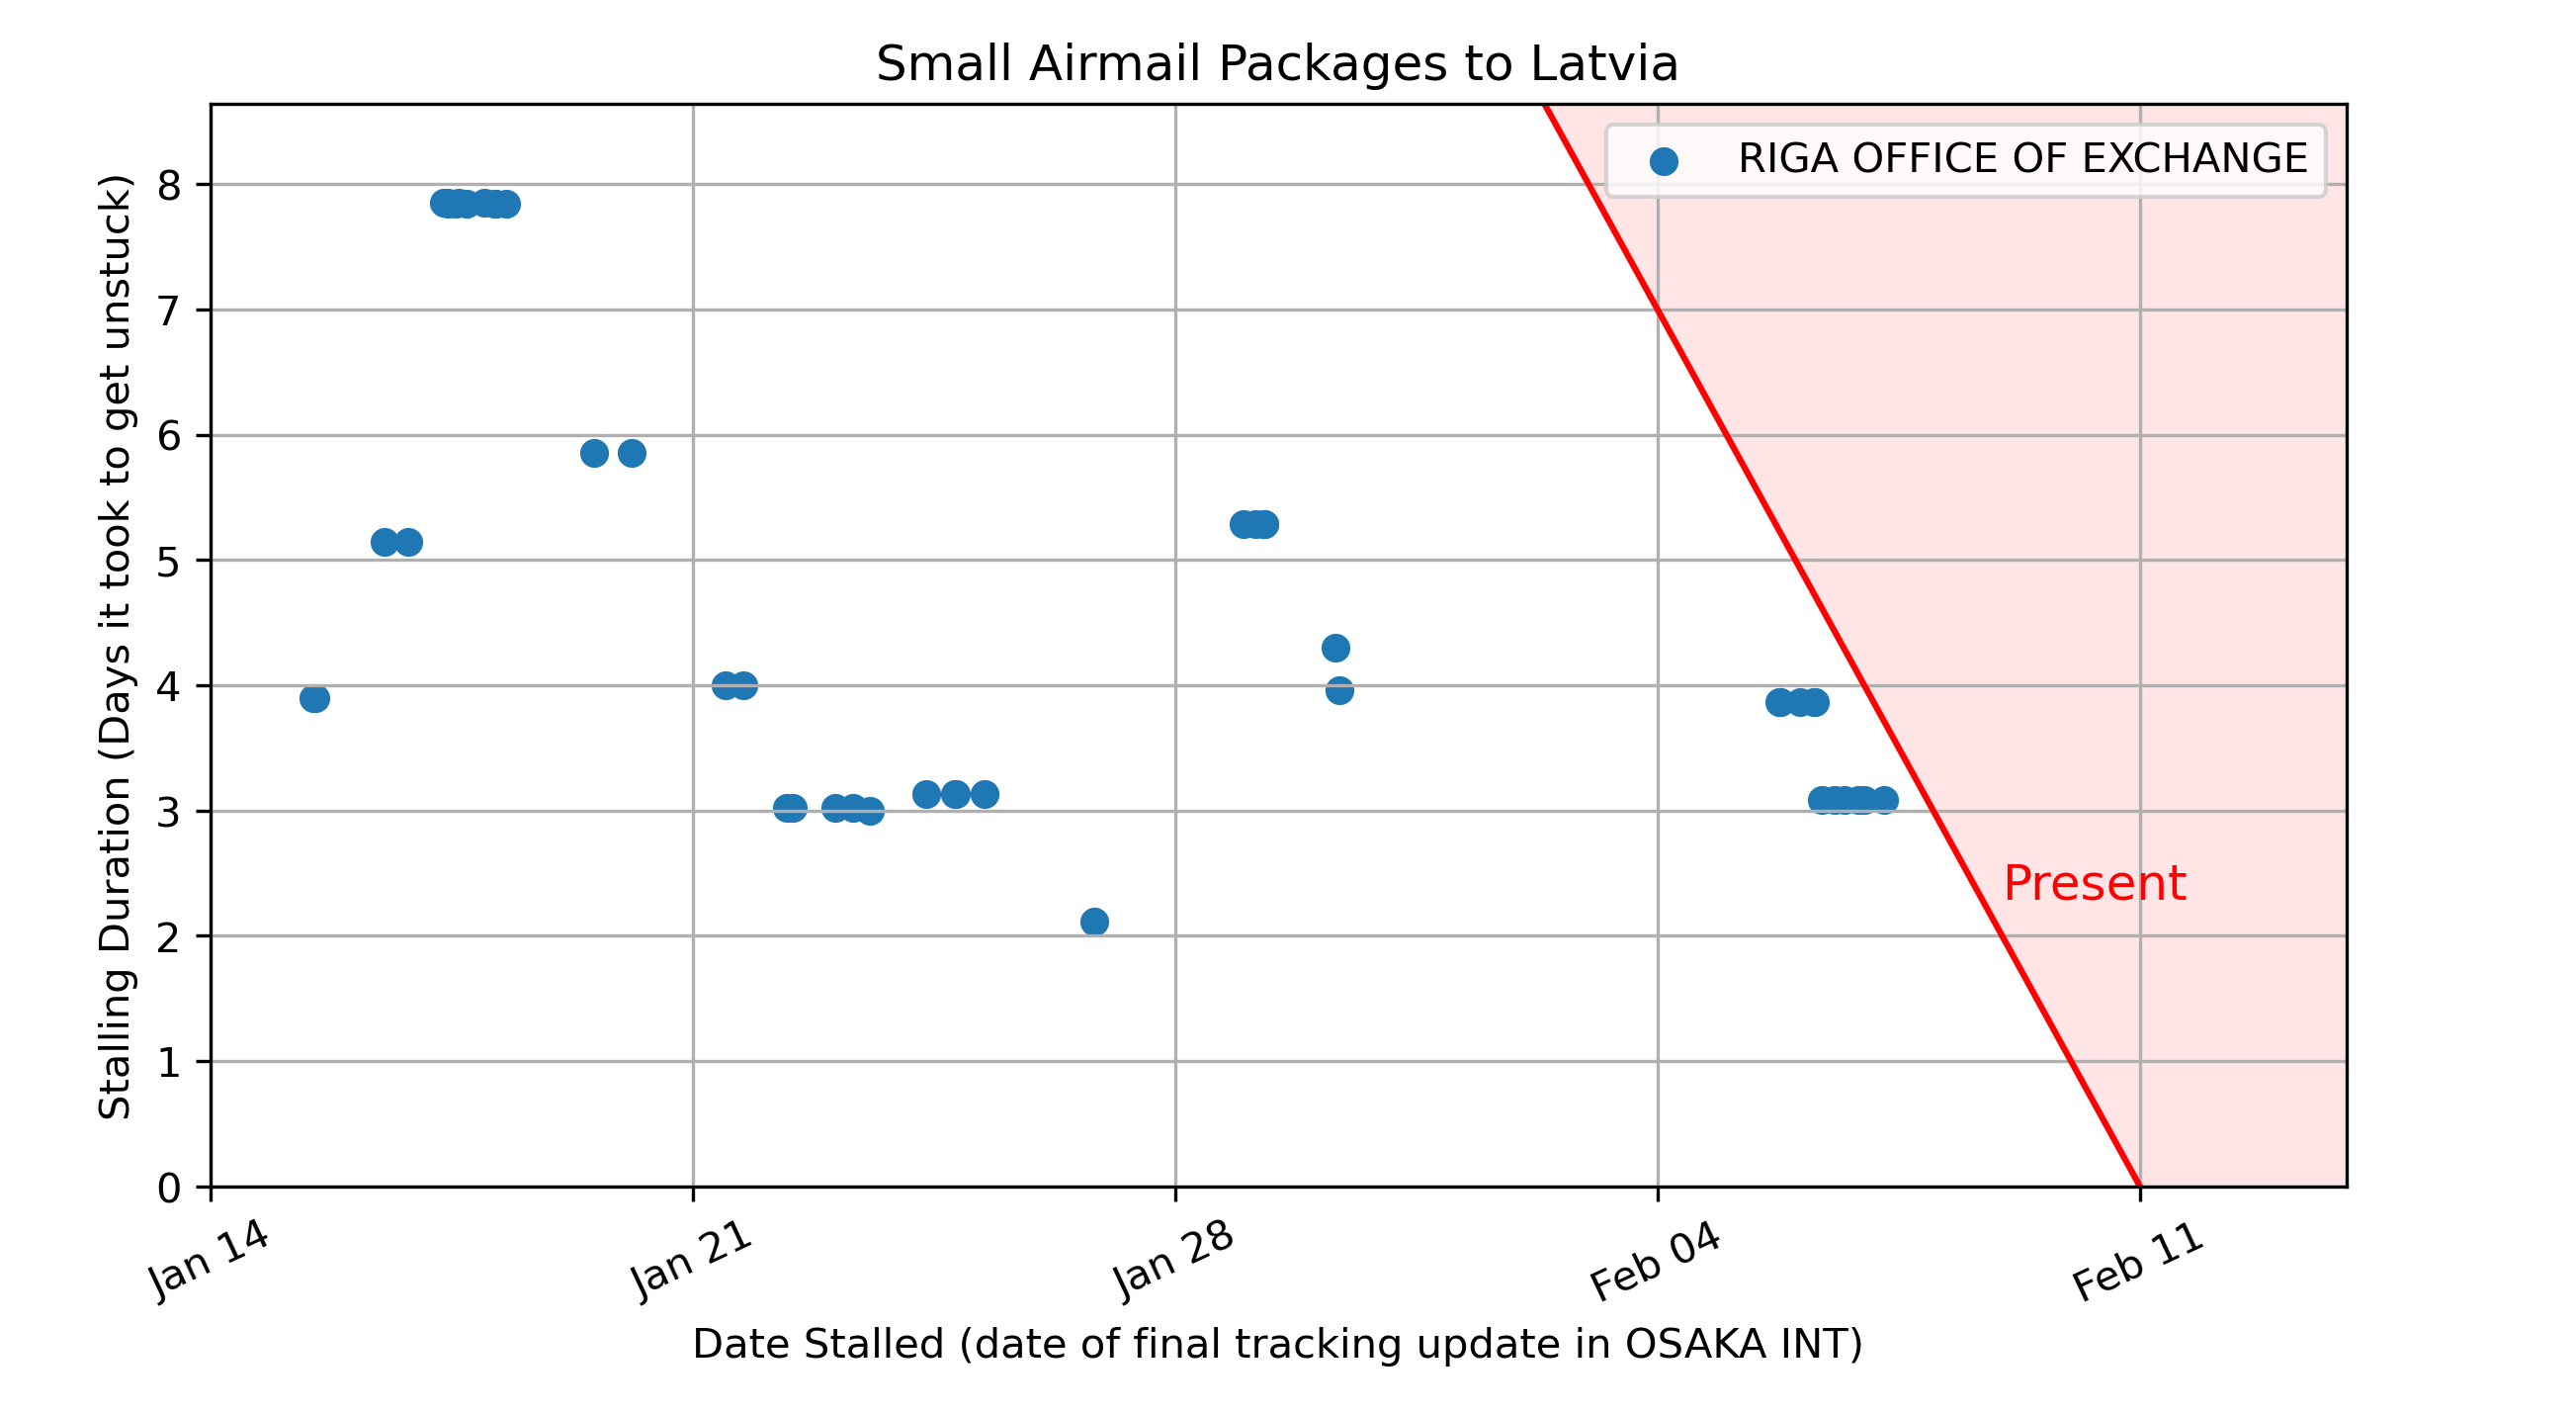 Small Airmail Packages to Latvia
RIGA OFFICE OF EXCHANGE
Stalling Duration (Days it took to get unstuck)
8
7
6
5
4
3
2
1
0
Present
Jan 14
Jan 21
Jan 28
Feb 04
Feb 11
Date Stalled (date of final tracking update in OSAKA INT)